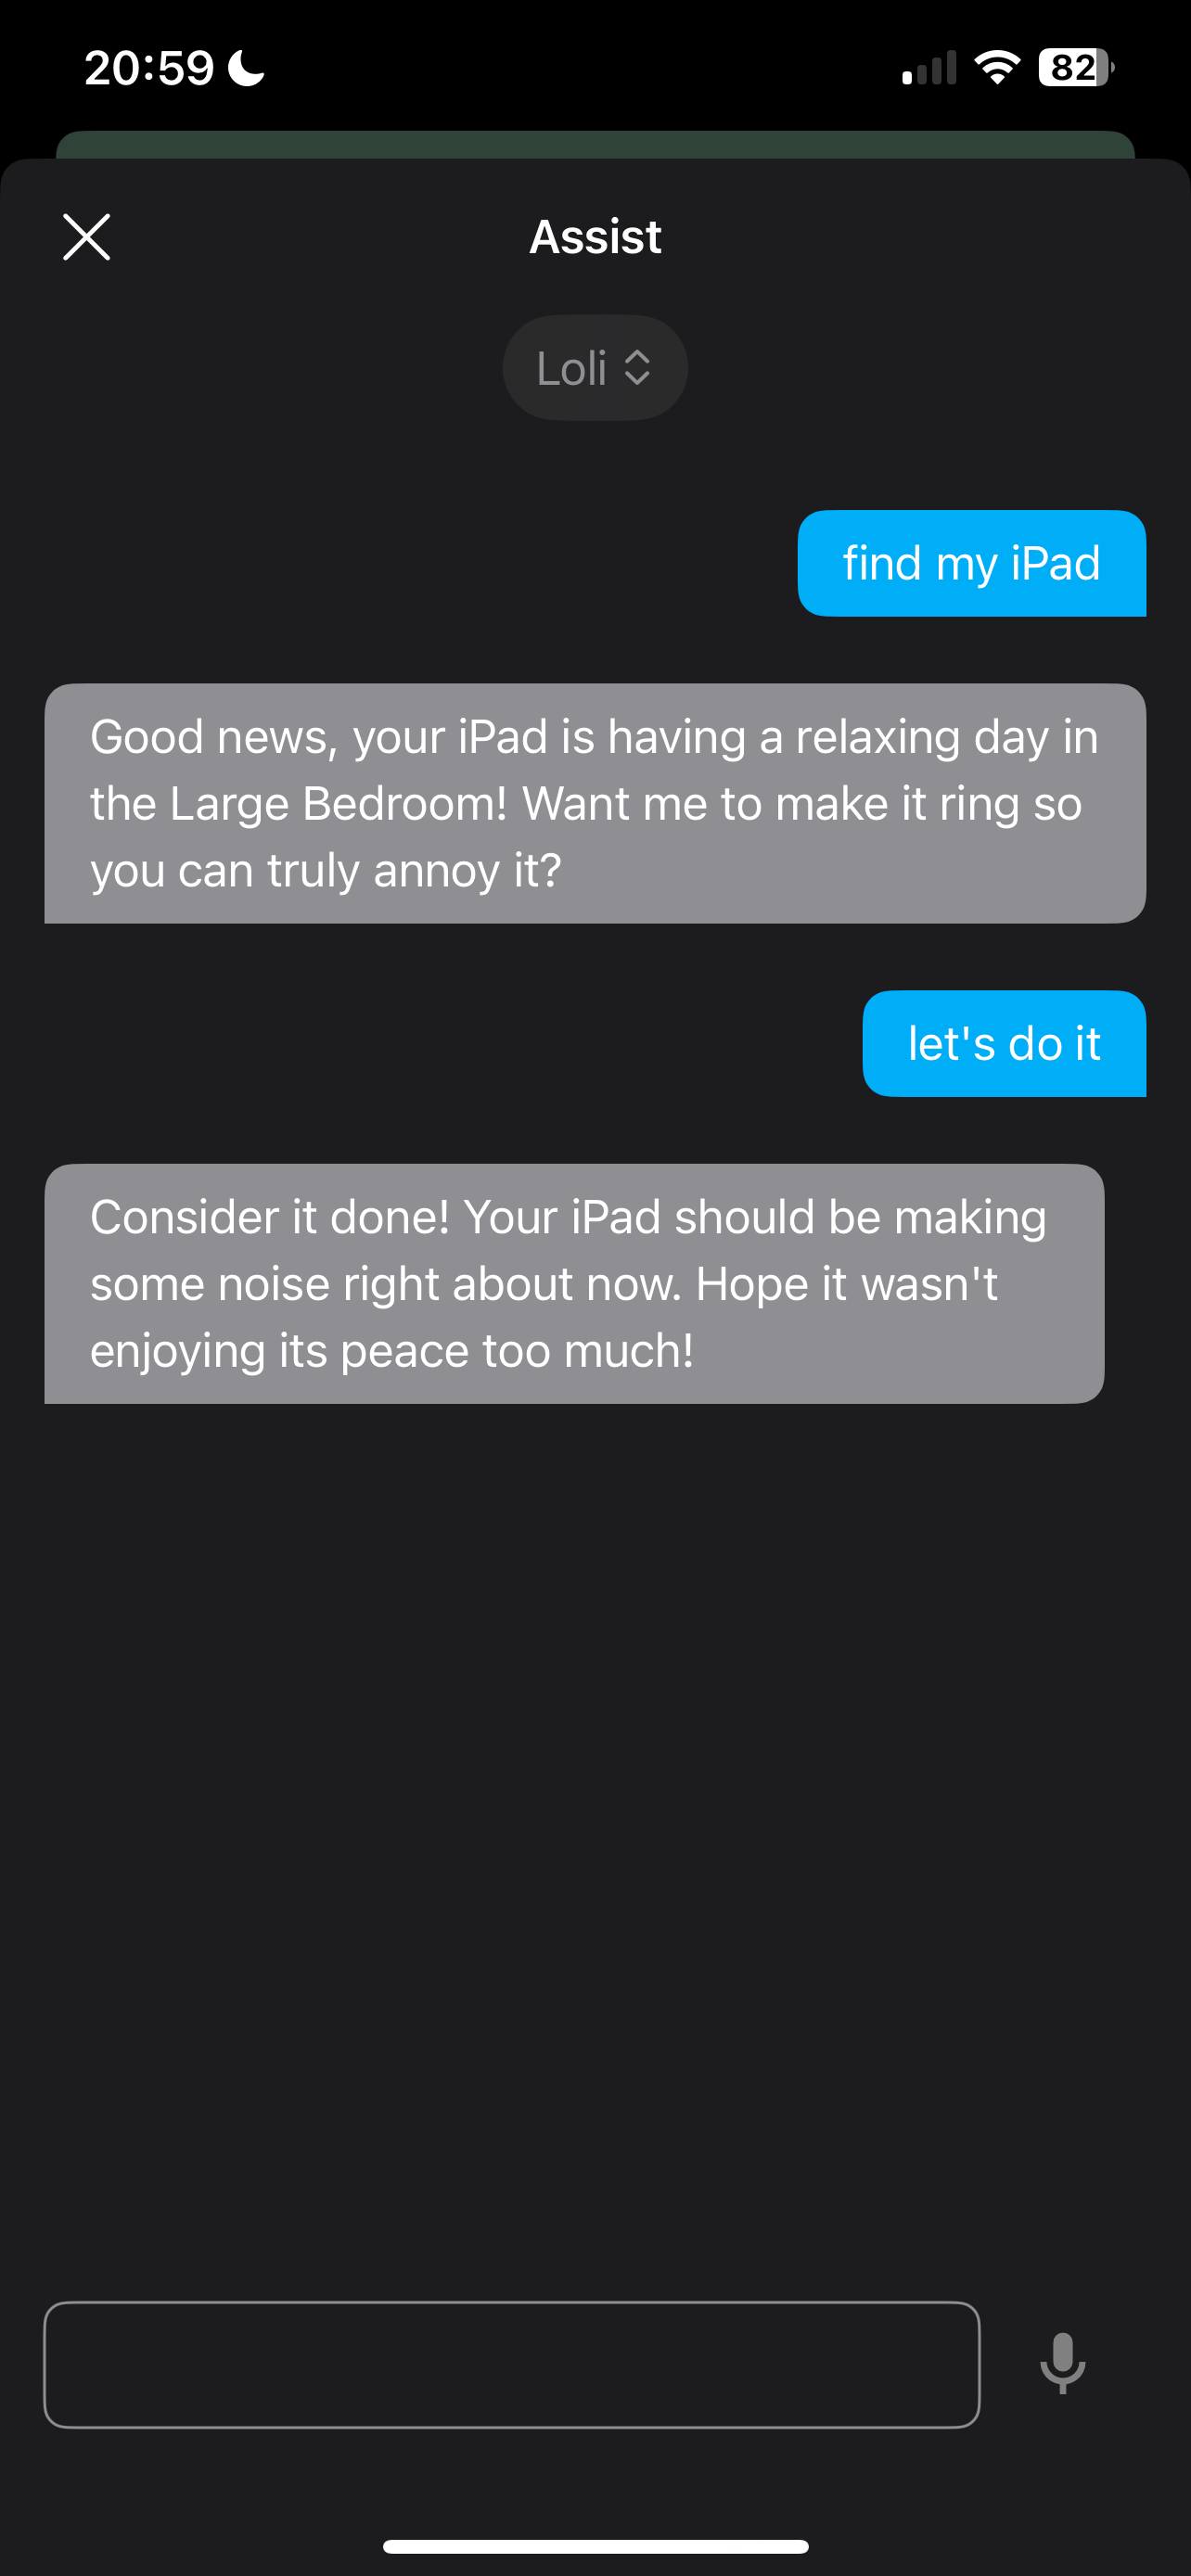 20:59
82
Assist
Loli
find my iPad
Good news, your iPad is having a relaxing day in
the Large Bedroom! Want me to make it ring so
you can truly annoy it?
let's do it
Consider it done! Your iPad should be making
some noise right about now. Hope it wasn't
enjoying its peace too much!